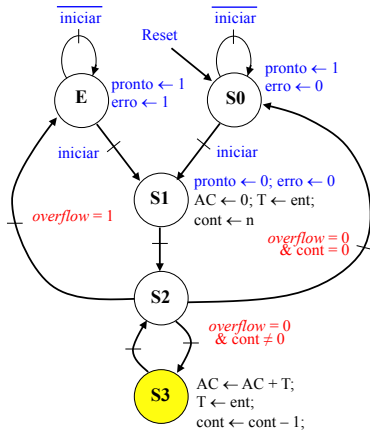 iniciar
iniciar
Reset
E
pronto ← 1
erro ← 1
S0
pronto ← 1
erro ← 0
iniciar
iniciar
S1
pronto ← 0; erro ← 0
AC ← 0; T ← ent;
cont ← n
overflow = 1
overflow = 0
& cont = 0
S2
overflow = 0
& cont ≠ 0
S3
AC ← AC + T;
T ← ent;
cont ← cont – 1;